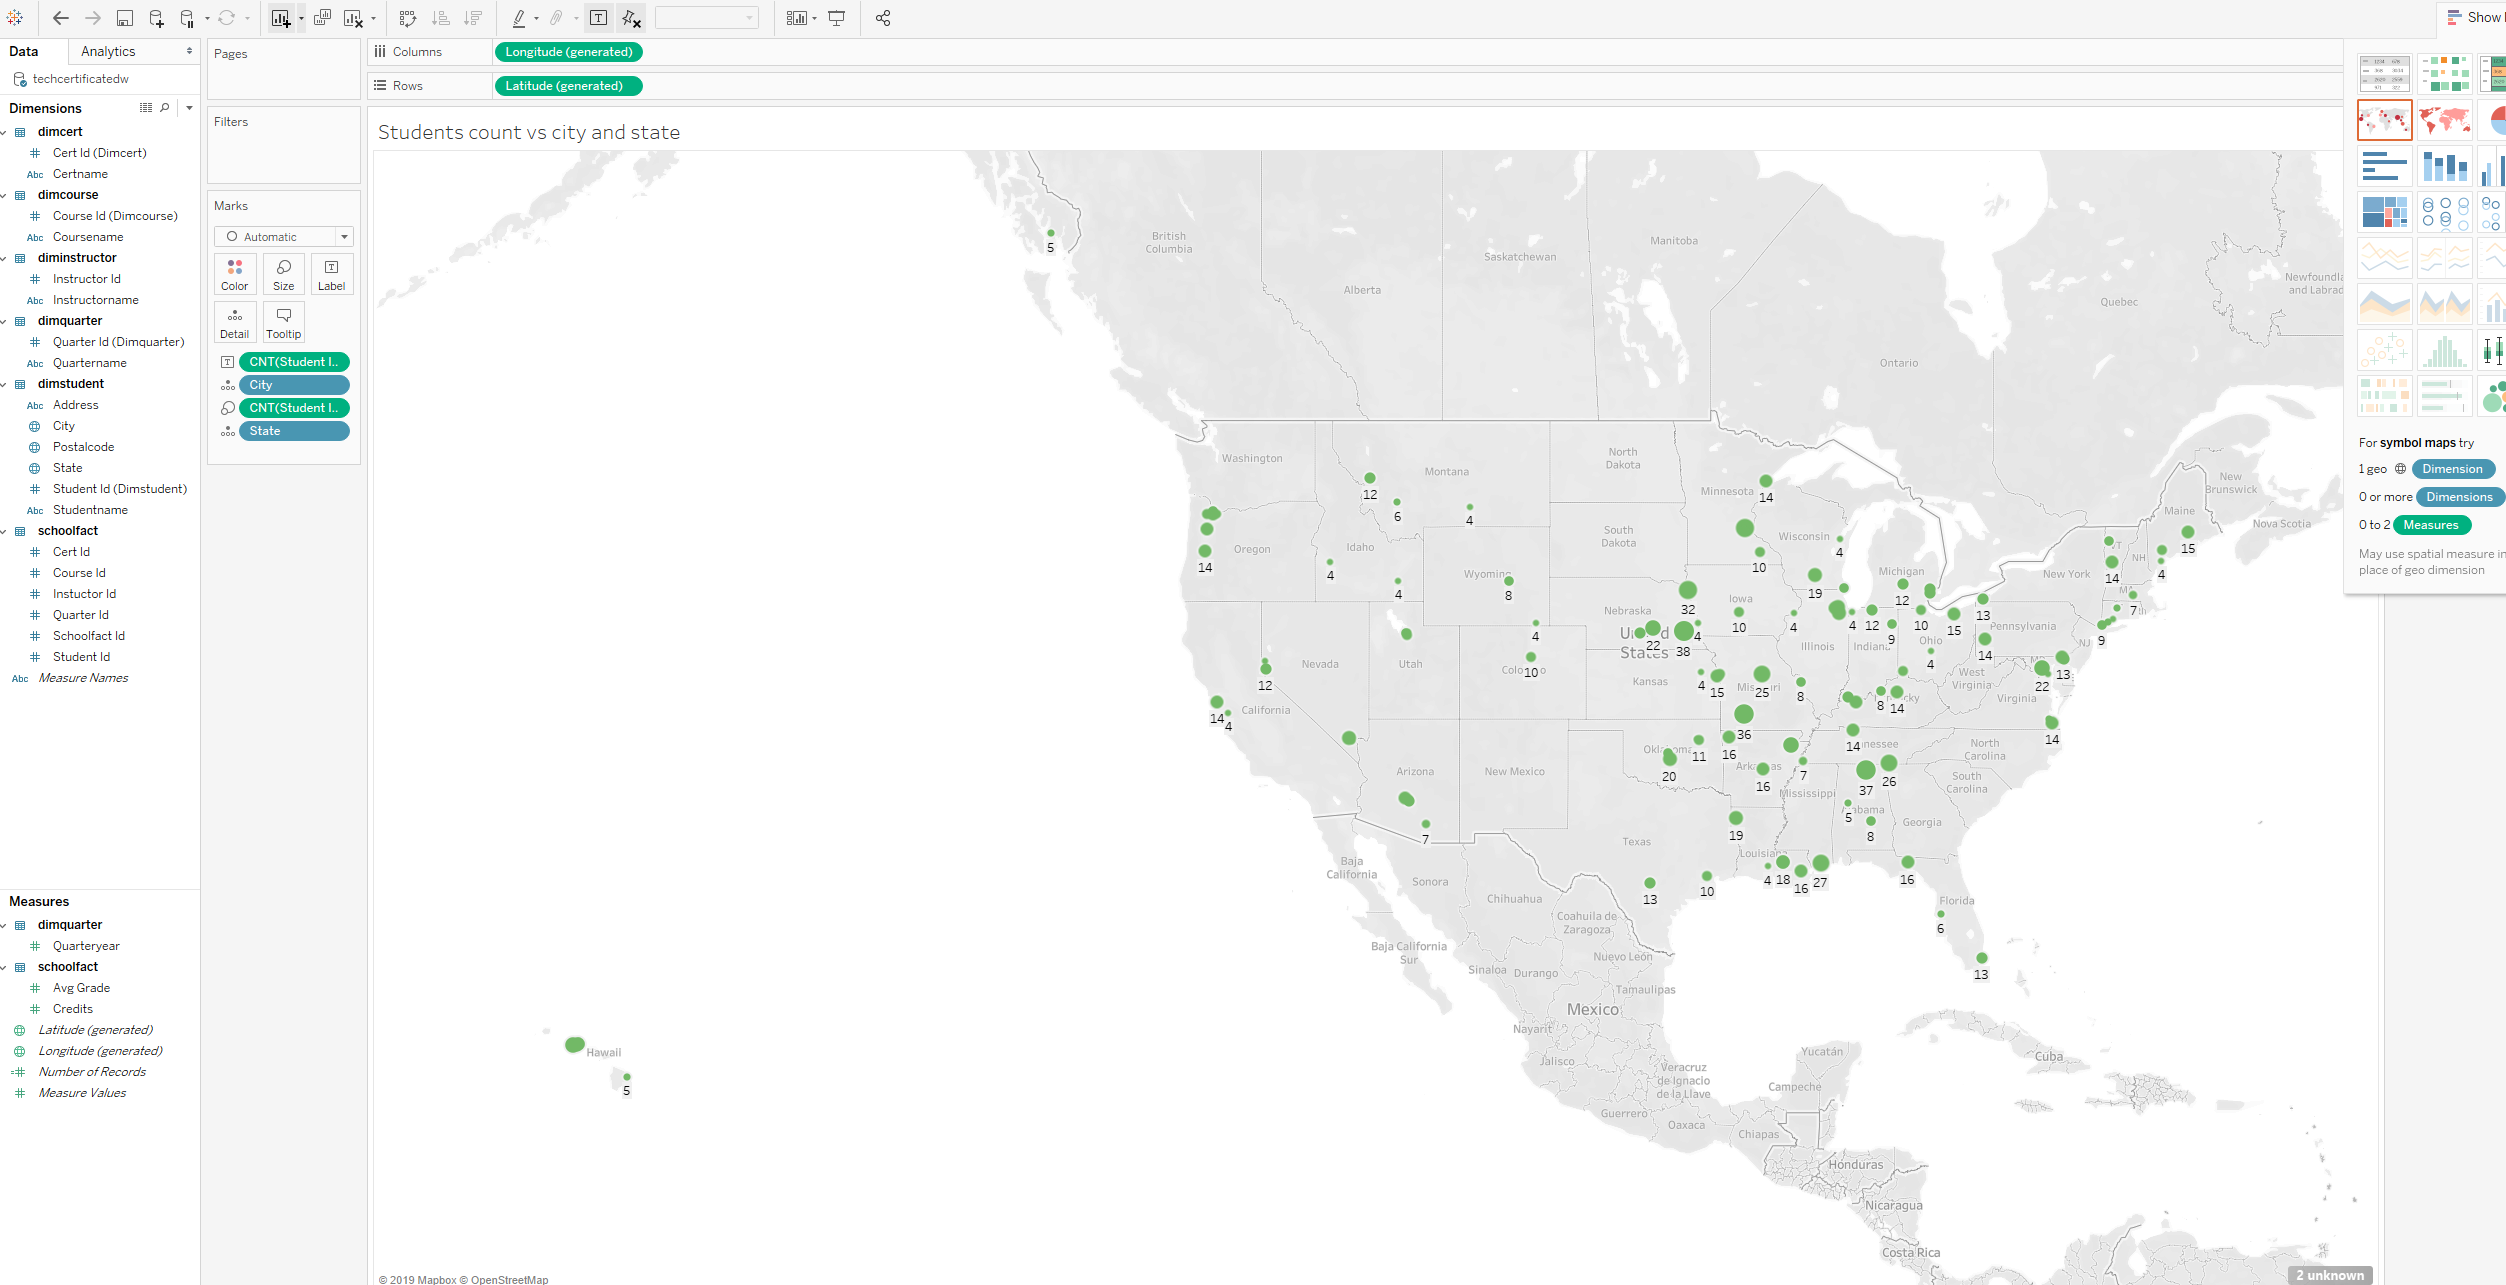 Show
Data
Analytics
techcertificatedw
Dimensions
dimcert
Cert Id (Dimcert)
Abc Certname
dimcourse
Course Id (Dimcourse)
Abc Coursename
diminstructor
Instructor Id
Abc Instructorname
dimquarter
Quarter Id (Dimquarter)
Abc Quartername
dimstudent
Abc Address
City
Postalcode
State
Student Id (Dimstudent)
Abc Studentname
schoolfact
Cert Id
Course Id
Instuctor Id
Quarter Id
Schoolfact Id
Student Id
Abc Measure Names
Measures
dimquarter
Quarteryear
schoolfact
Avg Grade
Credits
Latitude (generated)
Longitude (generated)
Number of Records
Measure Values
Pages
Filters
Marks
Automatic
Color
Size
Label
Detail
Tooltip
CNT(Student I..
City
CNT(Student I..
State
Columns
Longitude (generated)
Rows
Latitude (generated)
Students count vs city and state
British
Columbia
Alberta
Saskatchewan
Manitoba
Ontario
Quebec
Newfoundla
and Labrad
New
Brunswick
Nova Scotia
Maine
5
Washington
Montana
North
Dakota
Minnesota
14
12
6
4
Oregon
14
Idaho
4
4
South
Dakota
Wyoming
8
Wisconsin
4
10
Michigan
12
New York
VT
NH
14
15
4
7
MA
Nebraska
32
Iowa
10
19
4
4
12
9
10
15
13
Pennsylvania
NJ
9
United
States
22
38
4
4
10
Colorado
Utah
Nevada
12
California
14
4
Kansas
4
15
Missouri
25
8
Illinois
Indiana
Ohio
4
14
West
Virginia
Virginia
MD
22
13
8
14
36
14
14
North
Carolina
South
Carolina
Oklahoma
11
20
16
Arkansas
16
7
Mississippi
37
26
Alabama
5
8
Georgia
Arizona
7
New Mexico
Texas
19
Louisiana
4
18
16
27
16
13
10
Florida
6
13
Baja
California
Sonora
Chihuahua
Coahuila de
Zaragoza
Baja California
Sur
Nuevo León
Sinaloa
Durango
Tamaulipas
Mexico
Nayarit
Jalisco
Veracruz
de Ignacio
de la Llave
Guerrero
Oaxaca
Chiapas
Campeche
Yucatán
Cuba
Honduras
Nicaragua
Costa Rica
Hawaii
5
© 2019 Mapbox © OpenStreetMap
2 unknown
For symbol maps try
1 geo Dimension
0 or more Dimensions
0 to 2 Measures
May use spatial measure in
place of geo dimension